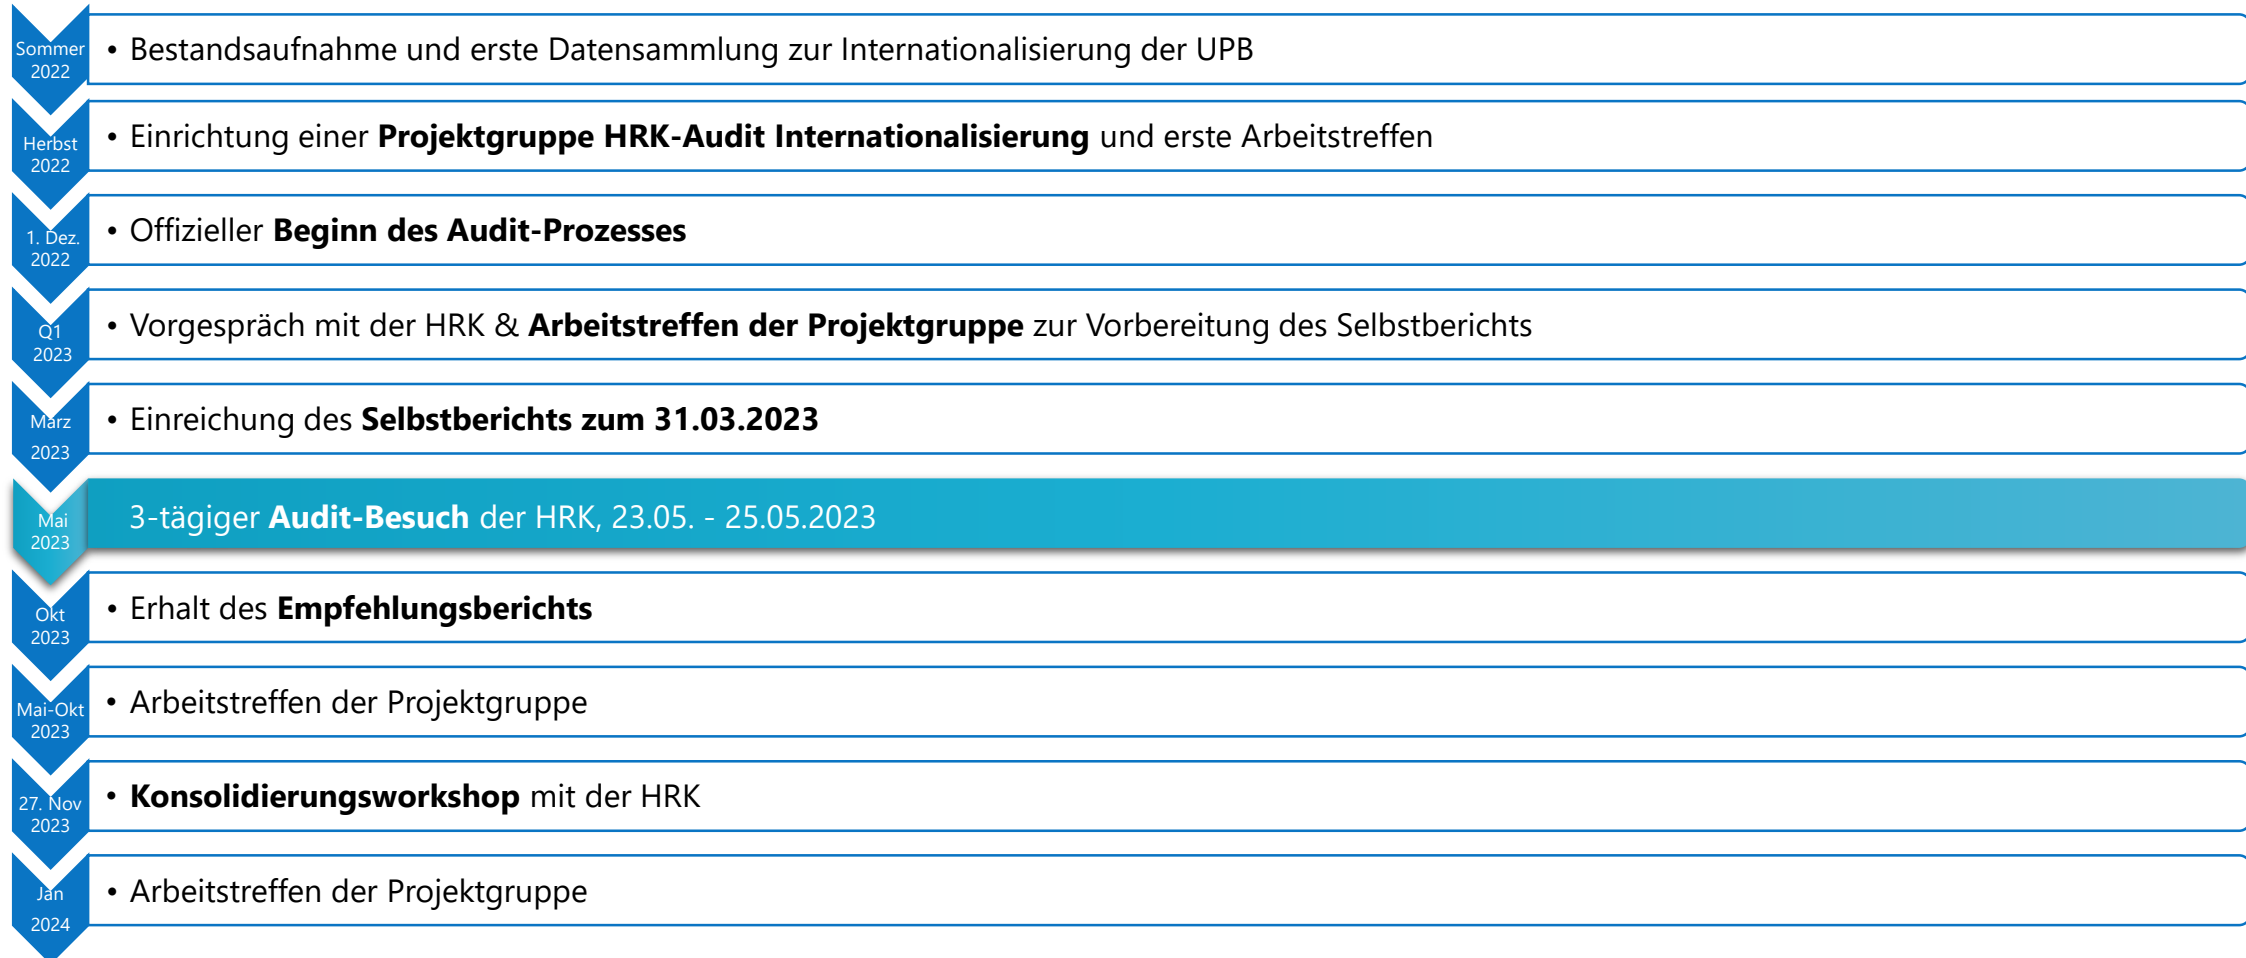 Sommer
2022
• Bestandsaufnahme und erste Datensammlung zur Internationalisierung der UPB
Herbst
2022
• Einrichtung einer Projektgruppe HRK-Audit Internationalisierung und erste Arbeitstreffen
1. Dez.
2022
• Offizieller Beginn des Audit-Prozesses
Q1
2023
• Vorgespräch mit der HRK & Arbeitstreffen der Projektgruppe zur Vorbereitung des Selbstberichts
März
2023
• Einreichung des Selbstberichts zum 31.03.2023
Mai
2023
3-tägiger Audit-Besuch der HRK, 23.05. - 25.05.2023
Okt
2023
• Erhalt des Empfehlungsberichts
Mai-Okt
2023
• Arbeitstreffen der Projektgruppe
27. Nov
2023
• Konsolidierungsworkshop mit der HRK
Jan
2024
• Arbeitstreffen der Projektgruppe